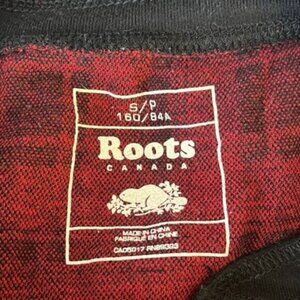 S/P
160/84A
Roots
CANADA
MADE IN CHINA
FABRIQUÉ EN CHINE